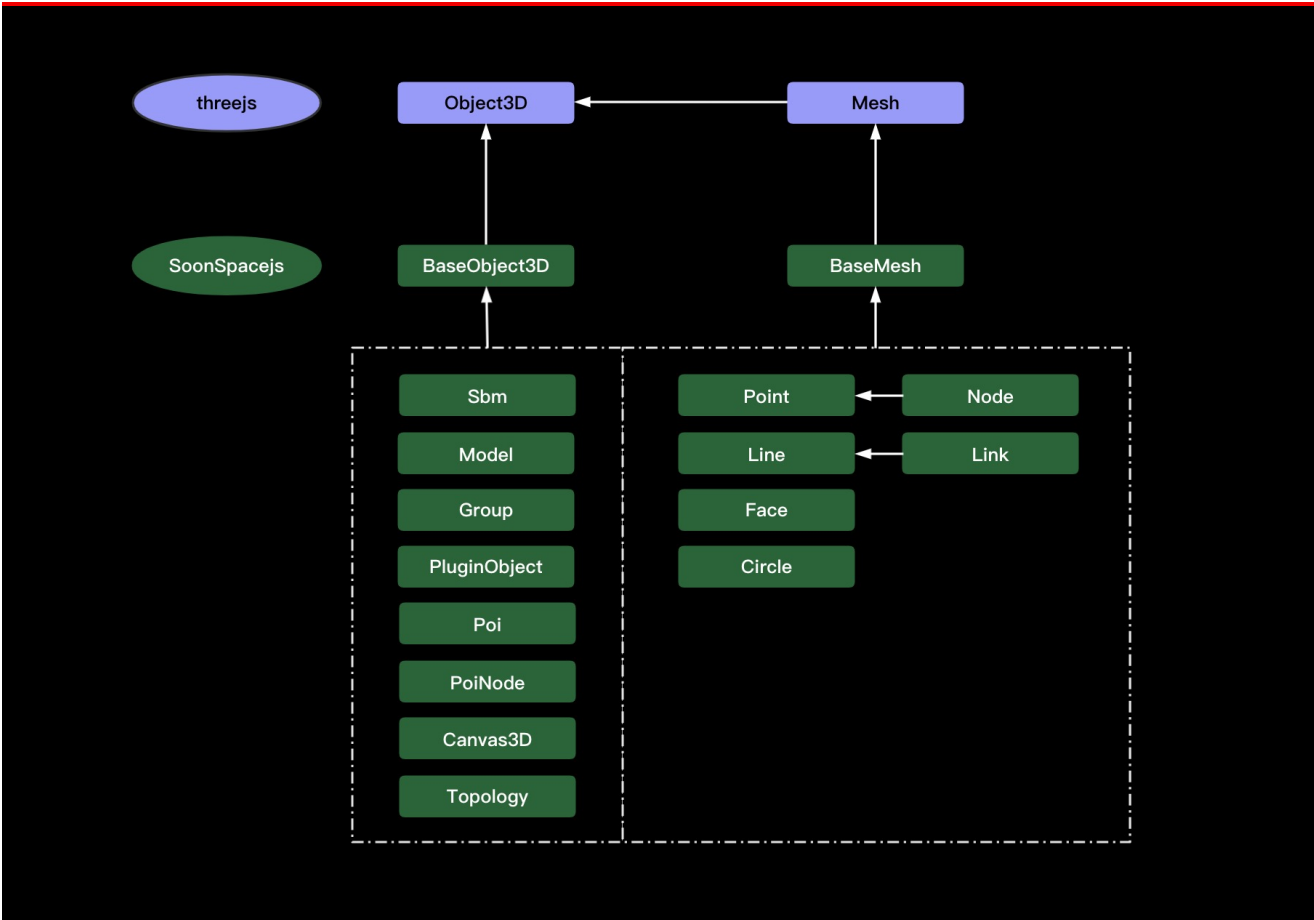 threejs
Object3D
Mesh
SoonSpacejs
BaseObject3D
BaseMesh
Sbm
Model
Group
PluginObject
Poi
PoiNode
Canvas3D
Topology
Point
Node
Line
Link
Face
Circle